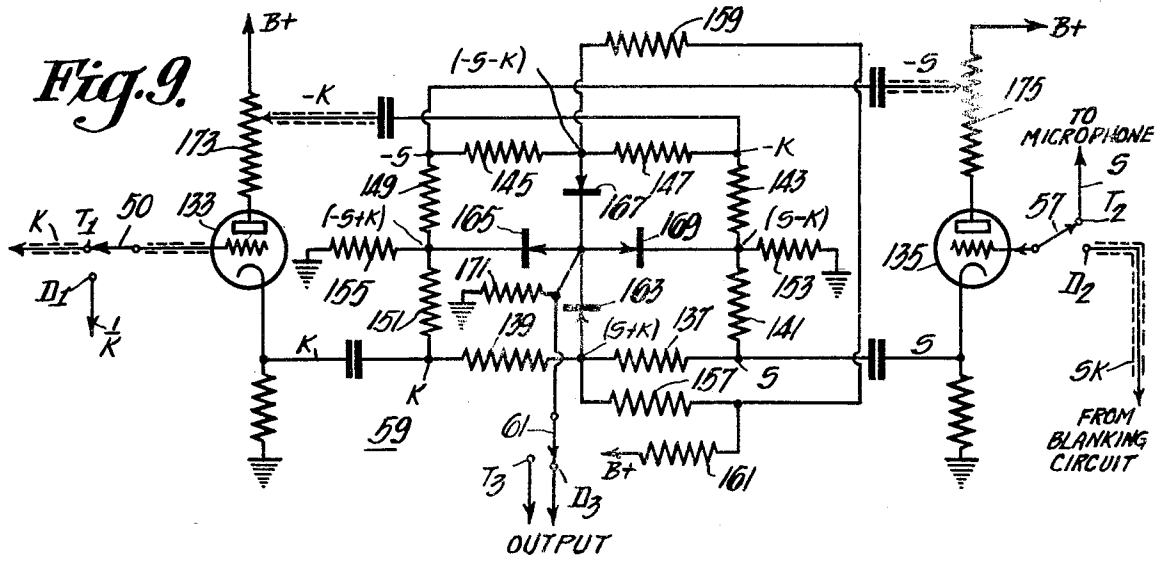 Fig. 9.
B+
159
B+
(-S-K)
-S
-K
175
TO
MICROPHONE
173
-S
145
147
-K
S
149
167
143
57
T2
K
T1
50
133
(-S+K)
165
169
(S-K)
135
D2
171
163
153
D1
155
151
139
(S+K)
137
141
1/K
K
S
K
S
157
SK
59
61
FROM
BLANKING
CIRCUIT
B+
161
T3
D3
OUTPUT